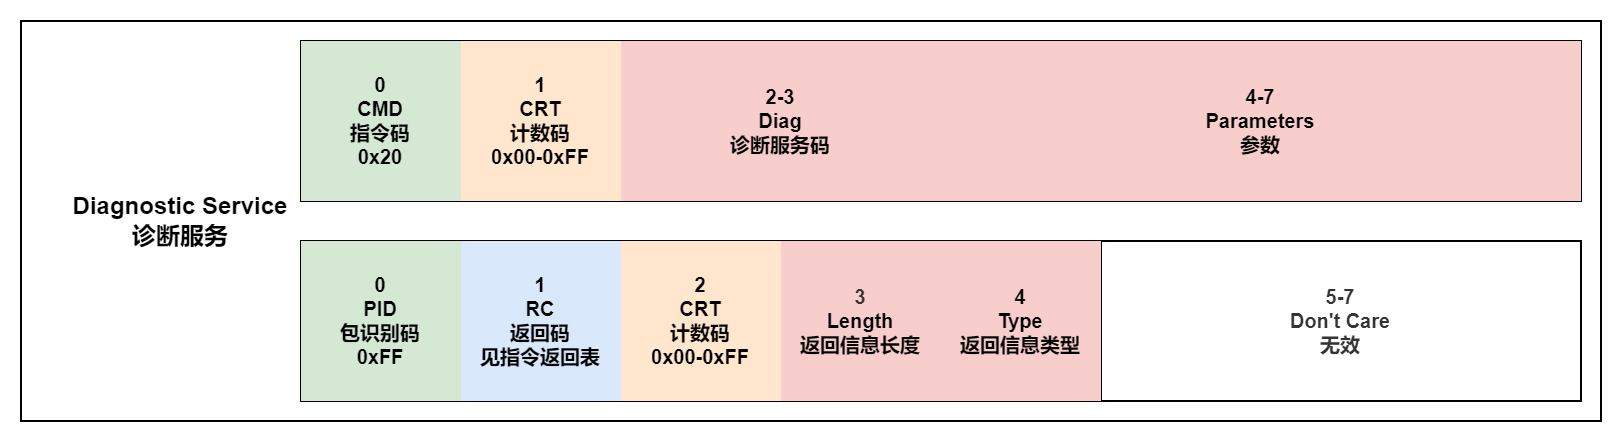 Diagnostic Service
诊断服务
0
CMD
指令码
0x20
1
CRT
计数码
0x00-0xFF
2-3
Diag
诊断服务码
4-7
Parameters
参数
0
PID
包识别码
0xFF
1
RC
返回码
见指令返回表
2
CRT
计数码
0x00-0xFF
3
Length
返回信息长度
4
Type
返回信息类型
5-7
Don't Care
无效